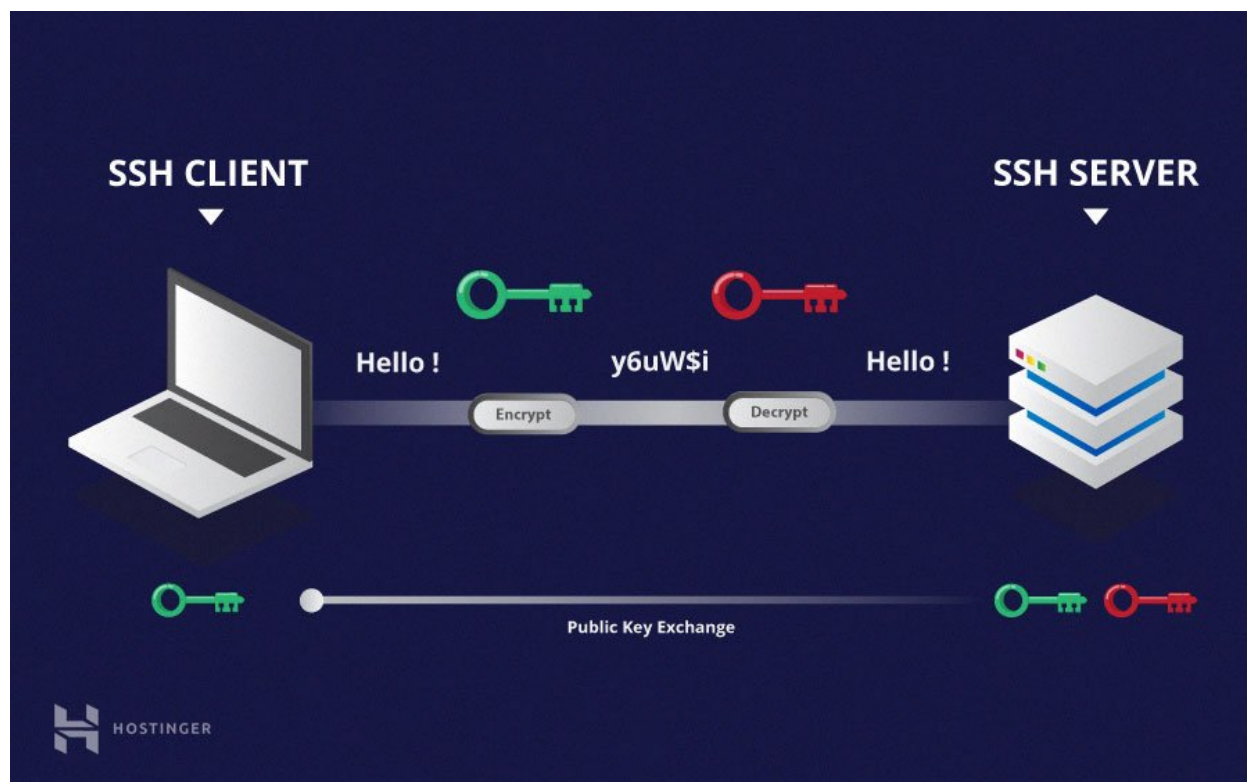 SSH CLIENT
SSH SERVER
Hello !
y6uW$i
Hello !
Encrypt
Decrypt
Public Key Exchange
HOSTINGER